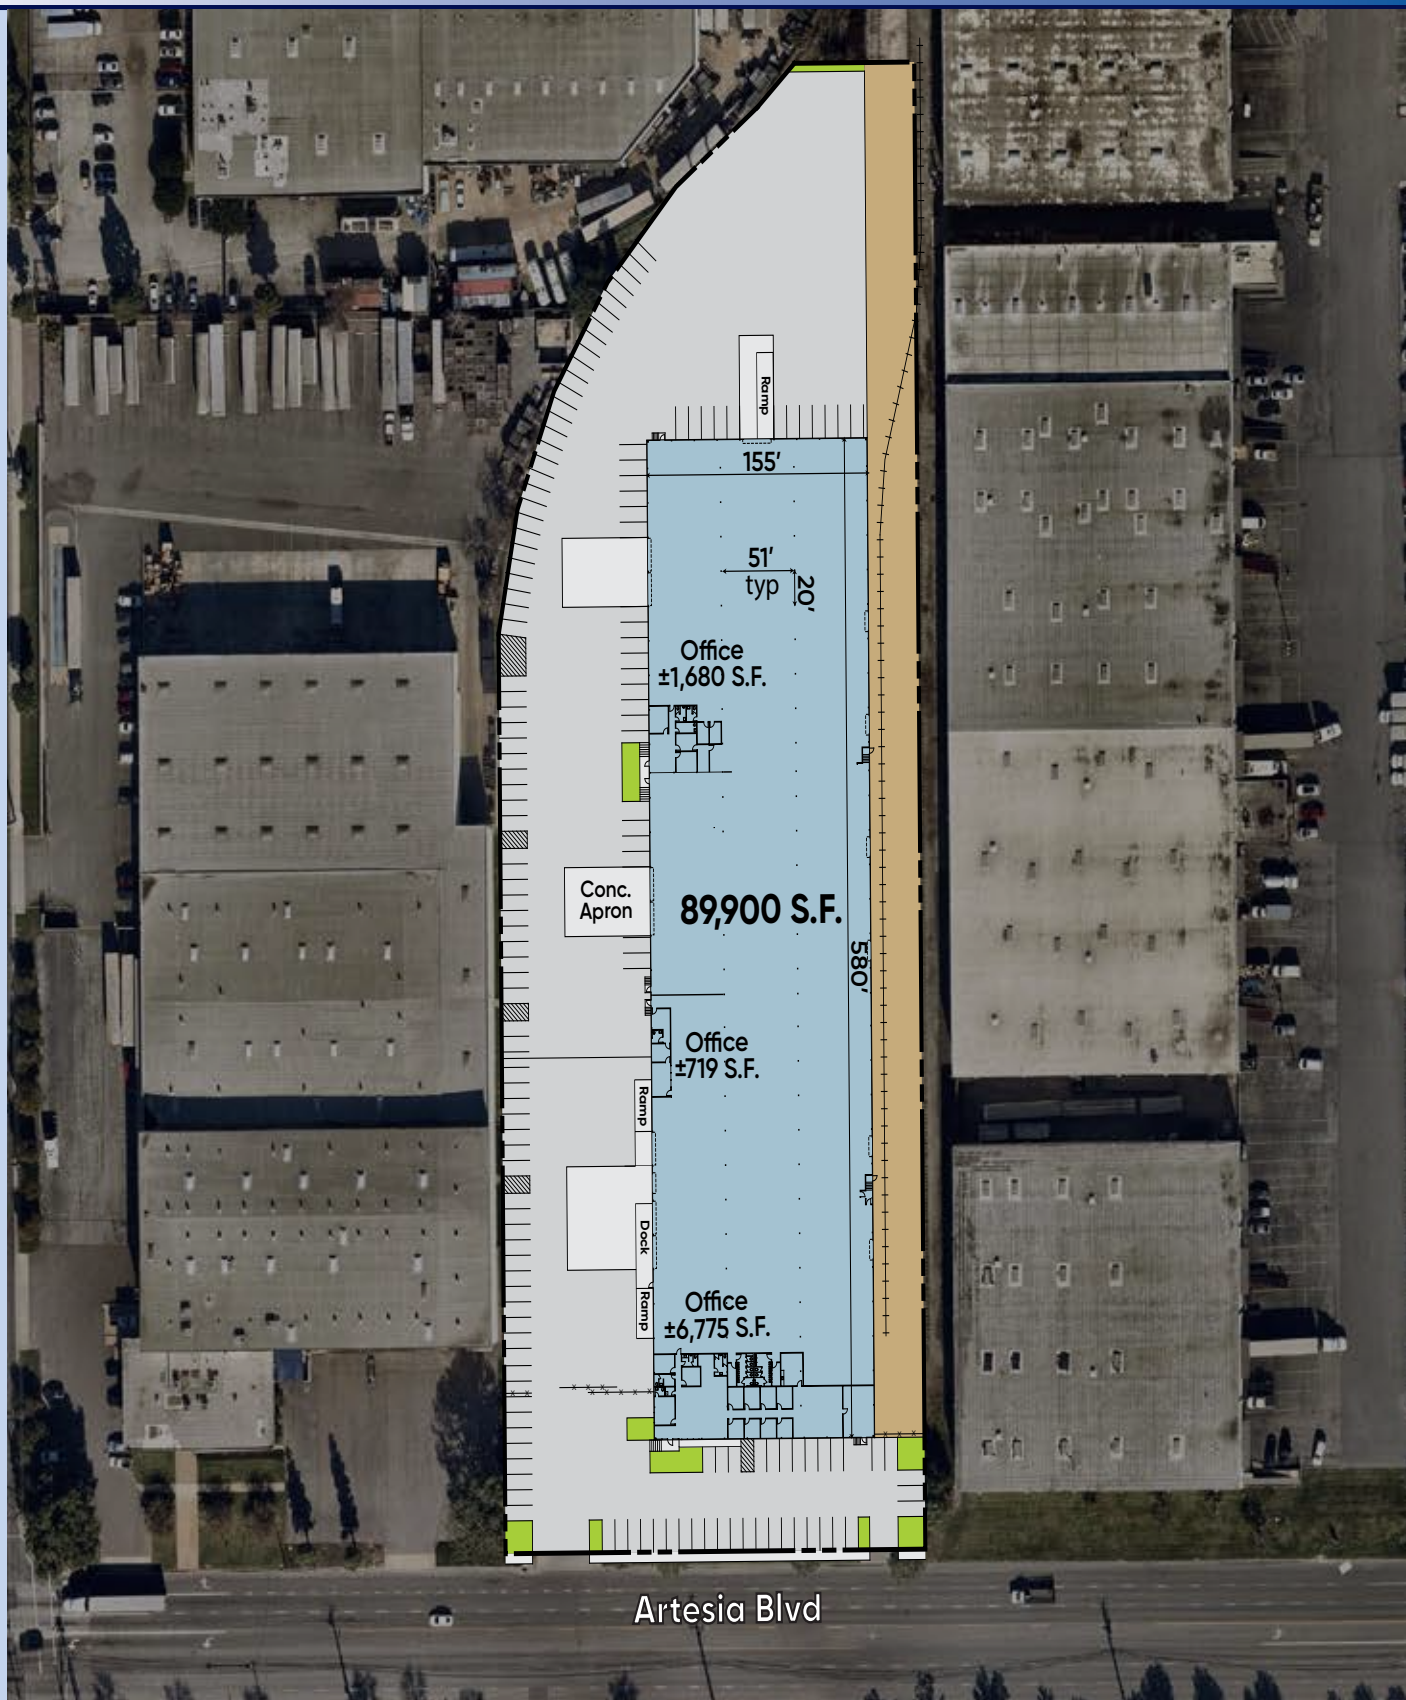 Ramp
155'
51'
typ
20'
Office
±1,680 S.F.
Conc.
Apron
89,900 S.F.
580'
Office
±719 S.F.
Ramp
Dock
Office
±6,775 S.F.
Ramp
Artesia Blvd